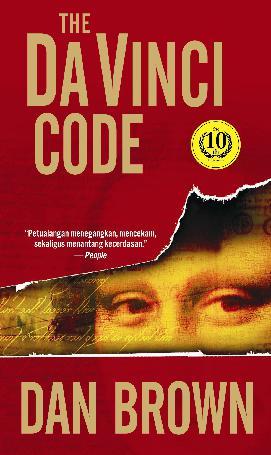 THE
DA VINCI
CODE
10
"Petualangan menegangkan, mencekam,
sekaligus menantang kecerdasan."
— People
DAN BROWN